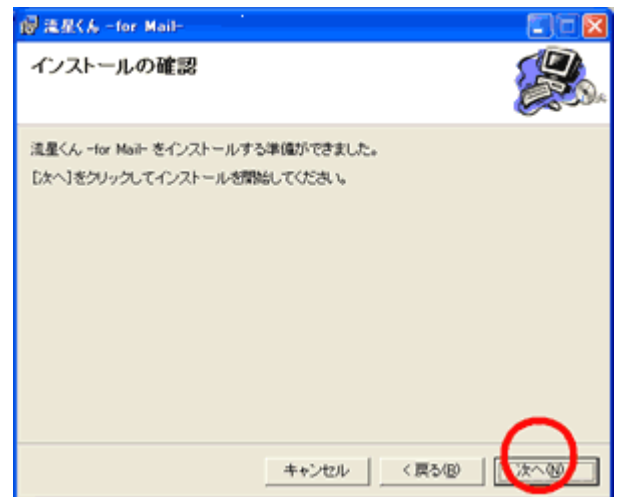 流星くん -for Mail-
インストールの確認
流星くん -for Mail- をインストールする準備ができました。
[次へ]をクリックしてインストールを開始してください。
キャンセル
< 戻る(B)
次へ(N)